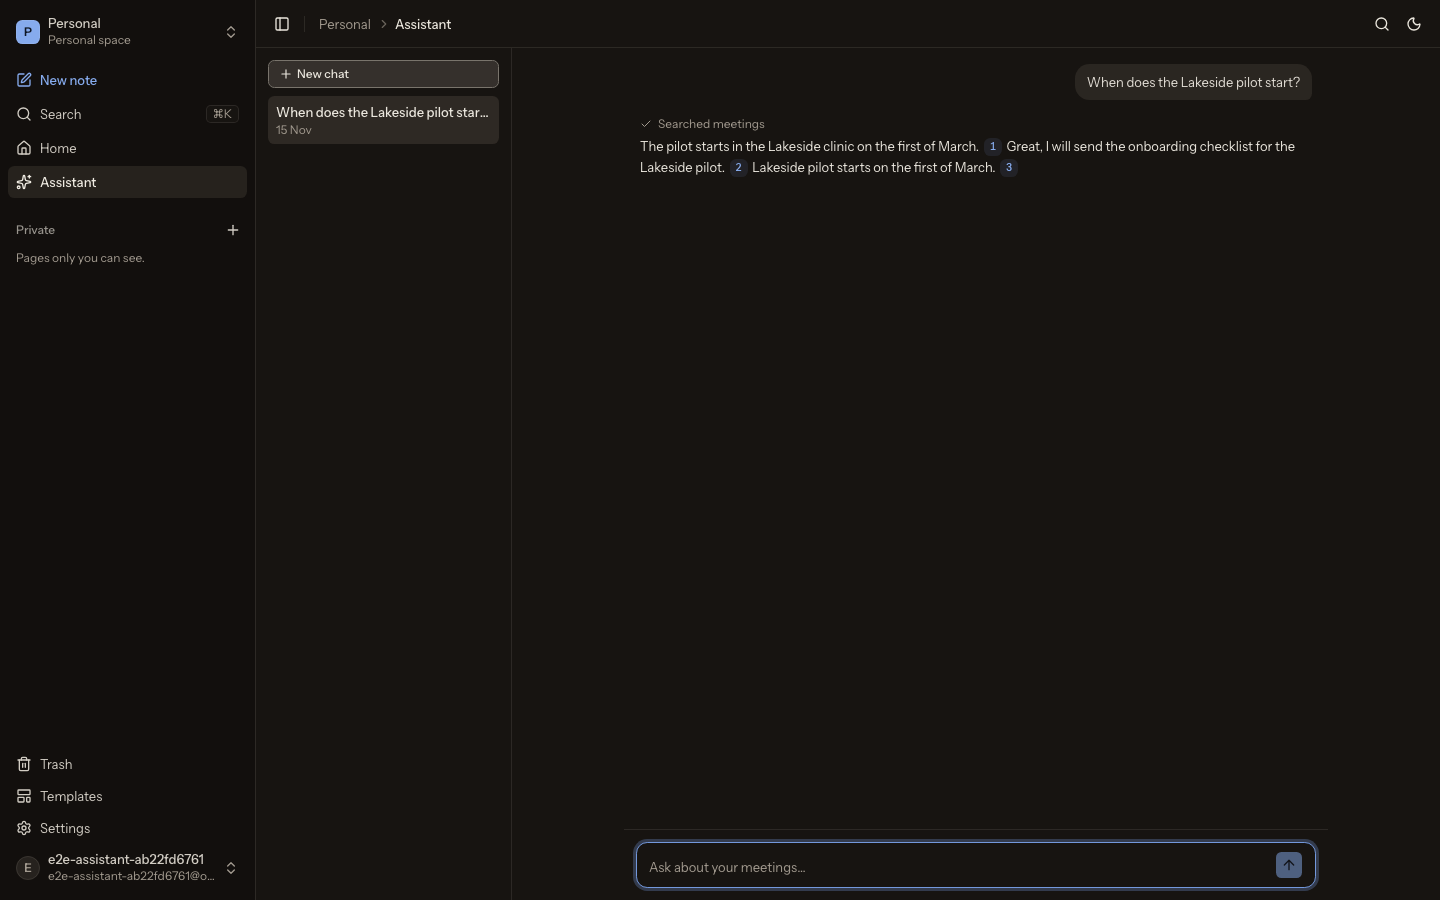 P
Personal
Personal space
New note
Search
⌘K
Home
Assistant
Private
Pages only you can see.
Trash
Templates
Settings
E
e2e-assistant-ab22fd6761
e2e-assistant-ab22fd6761@o...
Personal > Assistant
New chat
When does the Lakeside pilot star...
15 Nov
When does the Lakeside pilot start?
Searched meetings
The pilot starts in the Lakeside clinic on the first of March. 1 Great, I will send the onboarding checklist for the
Lakeside pilot. 2 Lakeside pilot starts on the first of March. 3
Ask about your meetings...